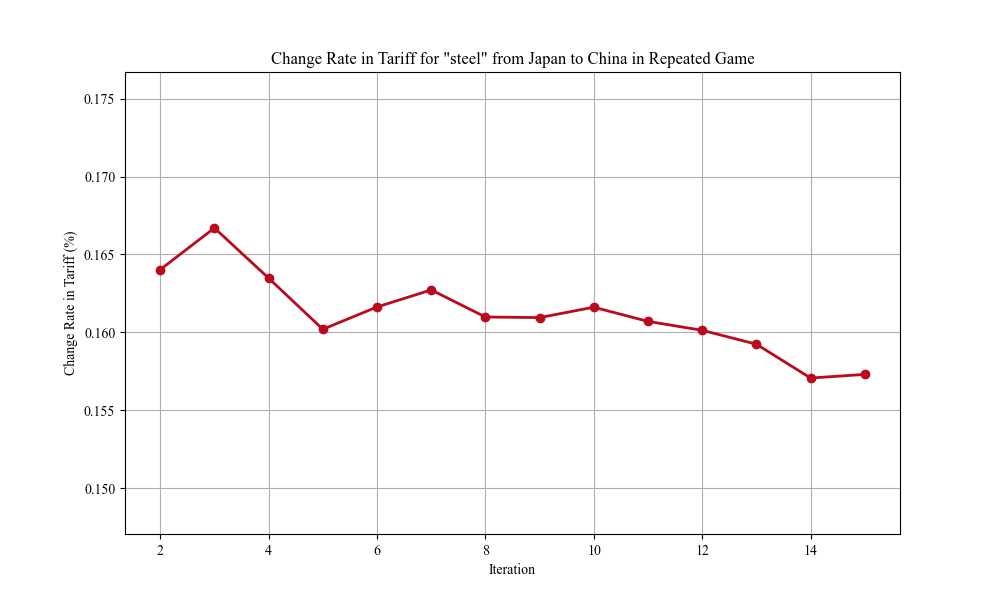 Change Rate in Tariff for "steel" from Japan to China in Repeated Game
Change Rate in Tariff (%)
0.175
0.170
0.165
0.160
0.155
0.150
2 4 6 8 10 12 14
Iteration